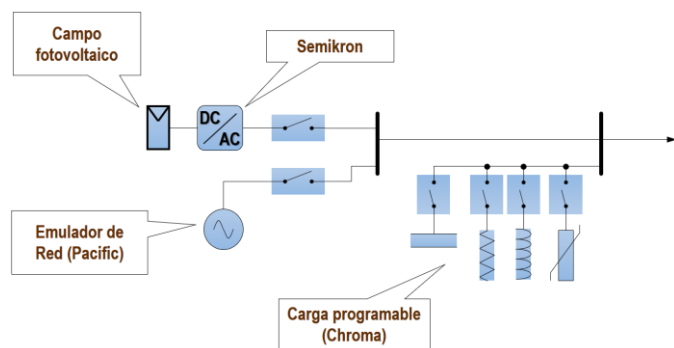 Campo
fotovoltaico
Semikron
DC
AC
Emulador de
Red (Pacific)
Carga programable
(Chroma)